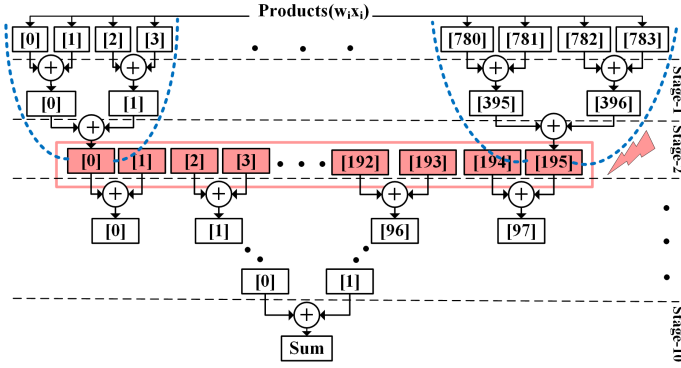 Products(wᵢxᵢ)
[0] [1] [2] [3] [780] [781] [782] [783]
+ + + +
Stage-1
[0] [1] [395] [396]
+ +
Stage-2
[0] [1] [2] [3] [192] [193] [194] [195]
+ + + +
[0] [1] [96] [97]
[0] [1]
+
Stage-10
Sum